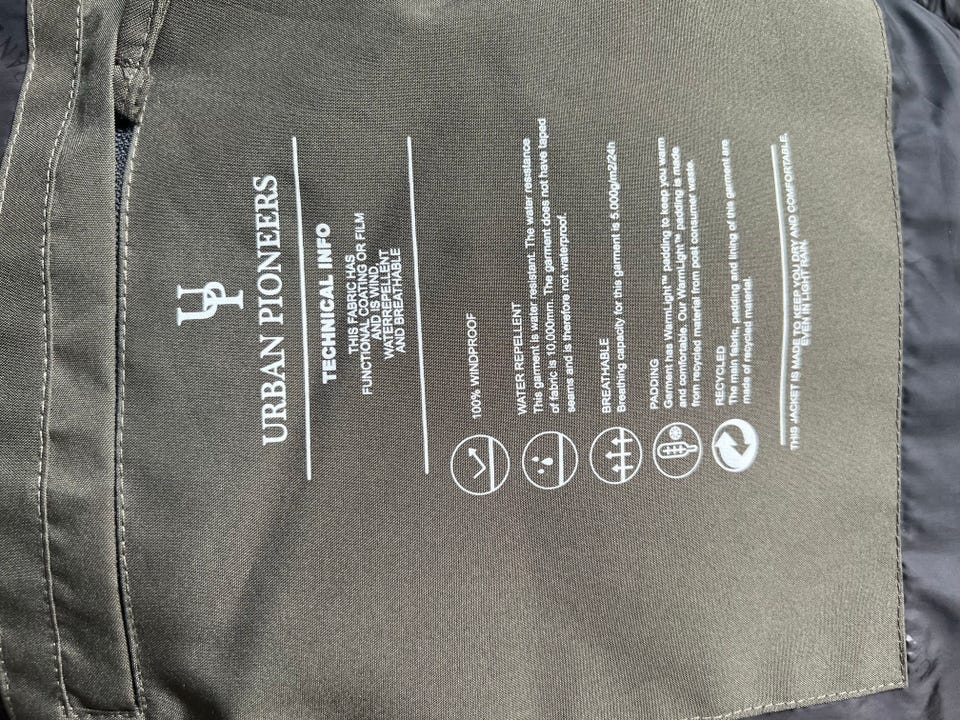 UP
URBAN PIONEERS
TECHNICAL INFO
THIS FABRIC HAS
FUNCTIONAL COATING OR FILM
AND IS WIND,
WATERREPELLENT
AND BREATHABLE
100% WINDPROOF
WATER REPELLENT
This garment is water resistant. The water resistance
of fabric is 10,000mm. The garment does not have taped
seams and is therefore not waterproof.
BREATHABLE
Breathing capacity for this garment is 5.000g/m2/24h
PADDING
Garment has WarmLight™ padding to keep you warm
and comfortable. Our WarmLight™ padding is made
from recycled material from post consumer waste.
RECYCLED
The main fabric, padding and lining of this garment are
made of recycled material.
THIS JACKET IS MADE TO KEEP YOU DRY AND COMFORTABLE,
EVEN IN LIGHT RAIN.